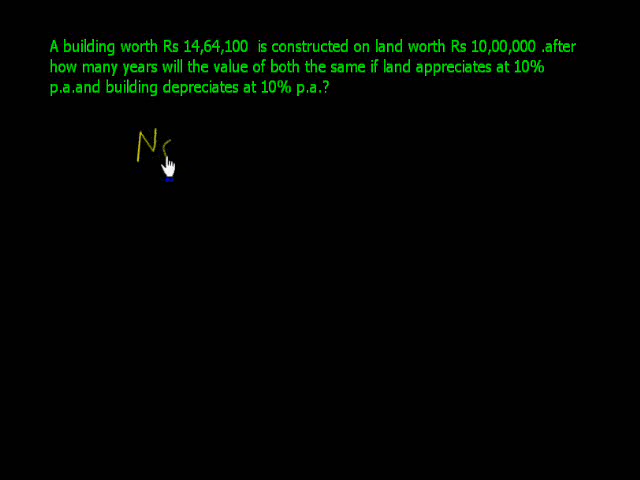 A building worth Rs 14,64,100 is constructed on land worth Rs 10,00,000 .after
how many years will the value of both the same if land appreciates at 10%
p.a.and building depreciates at 10% p.a.?